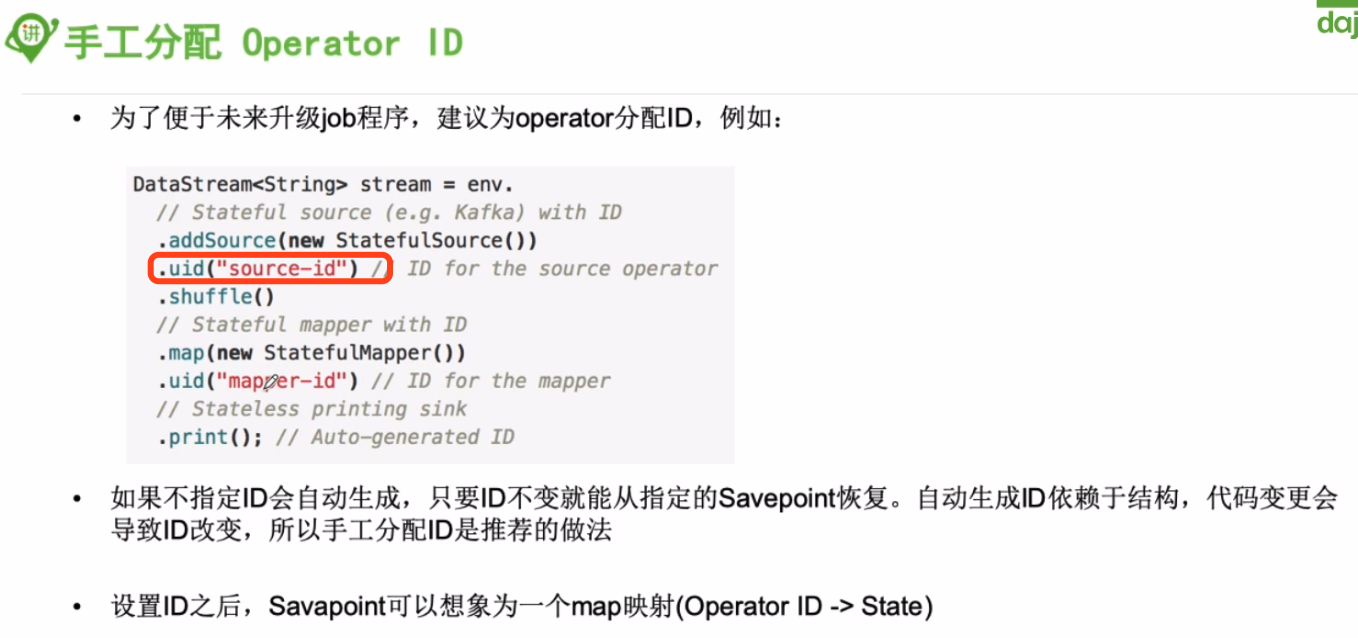 讲
手工分配 Operator ID
daj
• 为了便于未来升级job程序，建议为operator分配ID，例如：
DataStream<String> stream = env.
// Stateful source (e.g. Kafka) with ID
.addSource(new StatefulSource())
.uid("source-id") // ID for the source operator
.shuffle()
// Stateful mapper with ID
.map(new StatefulMapper())
.uid("mapper-id") // ID for the mapper
// Stateless printing sink
.print(); // Auto-generated ID
• 如果不指定ID会自动生成，只要ID不变就能从指定的Savepoint恢复。自动生成ID依赖于结构，代码变更会
导致ID改变，所以手工分配ID是推荐的做法
• 设置ID之后，Savapoint可以想象为一个map映射(Operator ID -> State)